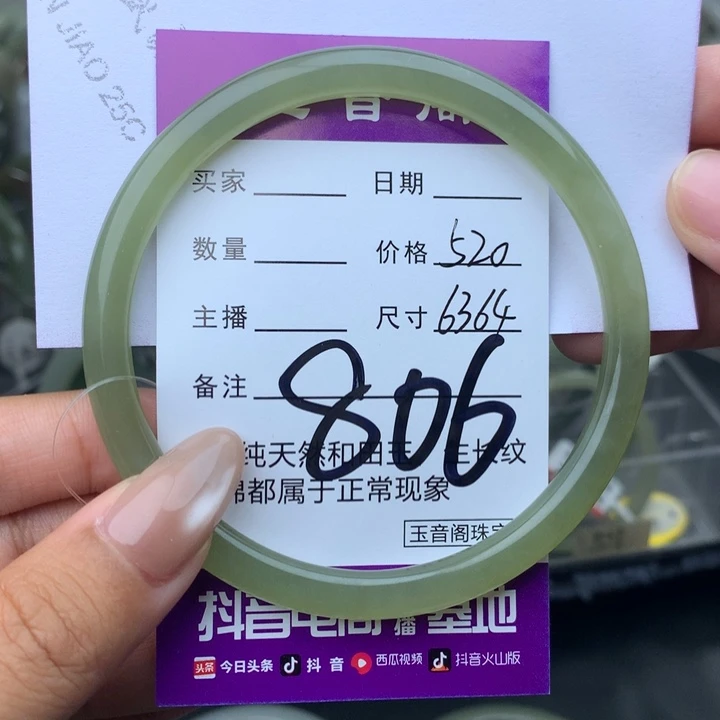 JIAO 25C
买家 日期
数量 价格 520
主播 尺寸 6364
备注 806
纯天然和田玉 生长纹
棉都属于正常现象
玉音阁珠宝
抖音电商 播 基地
头条 今日头条 抖音 西瓜视频 抖音火山版